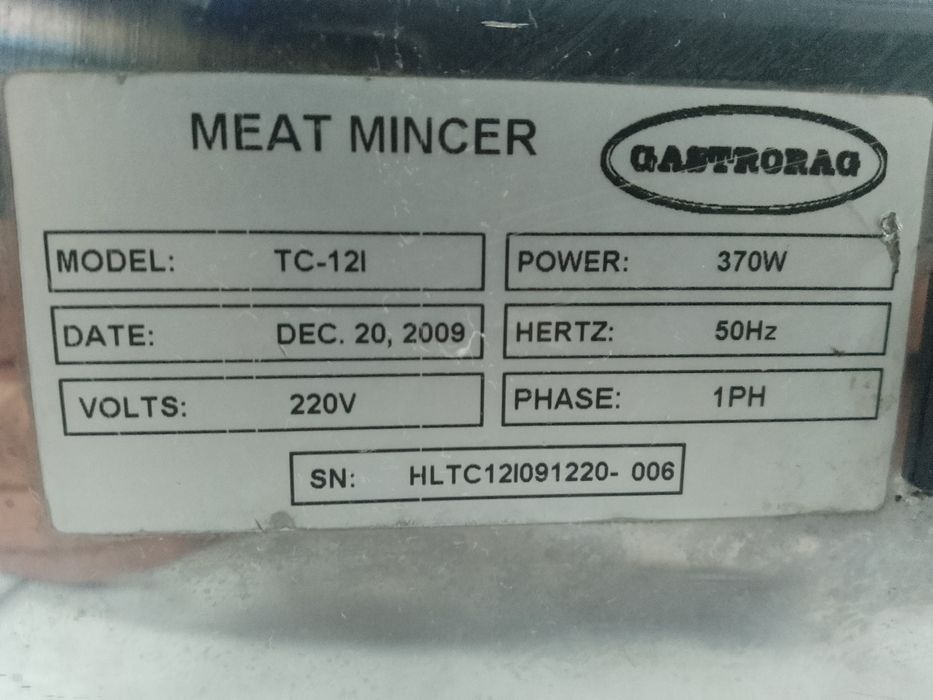 MEAT MINCER GASTRORAG
MODEL: TC-12I POWER: 370W
DATE: DEC. 20, 2009 HERTZ: 50Hz
VOLTS: 220V PHASE: 1PH
SN: HLTC12I091220- 006